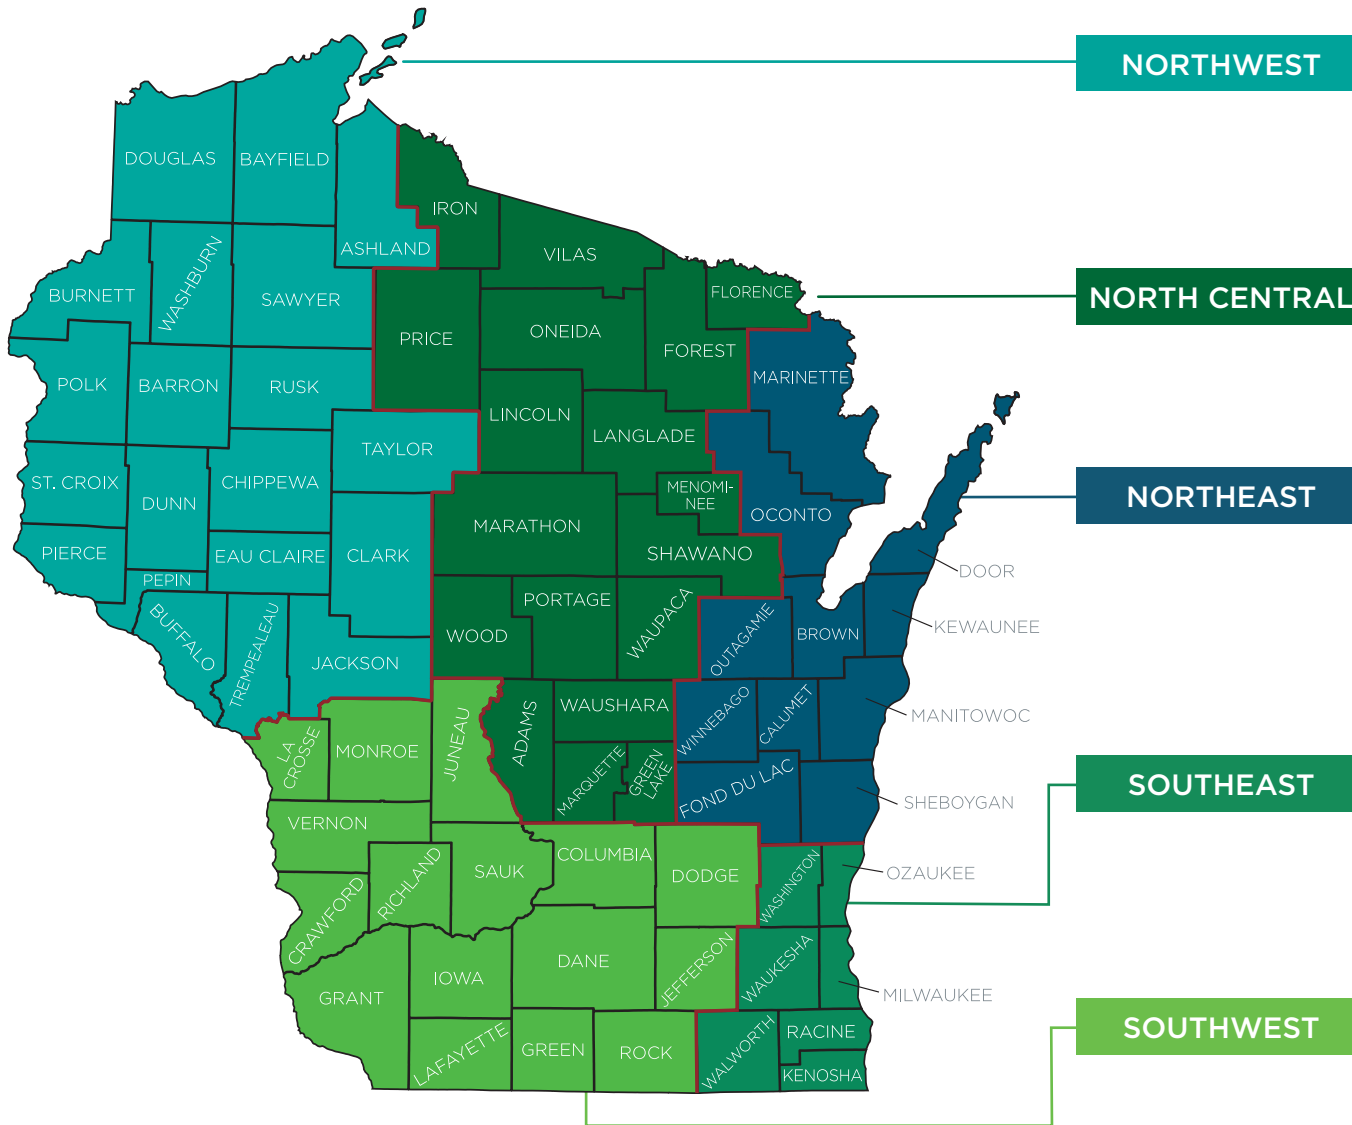 NORTHWEST
DOUGLAS
BAYFIELD
IRON
ASHLAND
VILAS
BURNETT
WASHBURN
SAWYER
FLORENCE
NORTH CENTRAL
PRICE
ONEIDA
FOREST
MARINETTE
POLK
BARRON
RUSK
LINCOLN
LANGLADE
TAYLOR
ST. CROIX
DUNN
CHIPPEWA
MENOMI-
NEE
NORTHEAST
OCONTO
MARATHON
PIERCE
EAU CLAIRE
CLARK
SHAWANO
DOOR
PEPIN
PORTAGE
WAUPACA
BUFFALO
TREMPEALEAU
WOOD
OUTAGAMIE
BROWN
KEWAUNEE
JACKSON
WAUSHARA
WINNEBAGO
CALUMET
MANITOWOC
LA
CROSSE
MONROE
JUNEAU
ADAMS
MARQUETTE
GREEN
LAKE
FOND DU LAC
SOUTHEAST
SHEBOYGAN
VERNON
COLUMBIA
DODGE
WASHINGTON
OZAUKEE
SAUK
RICHLAND
CRAWFORD
DANE
JEFFERSON
WAUKESHA
MILWAUKEE
GRANT
IOWA
SOUTHWEST
LAFAYETTE
GREEN
ROCK
WALWORTH
RACINE
KENOSHA